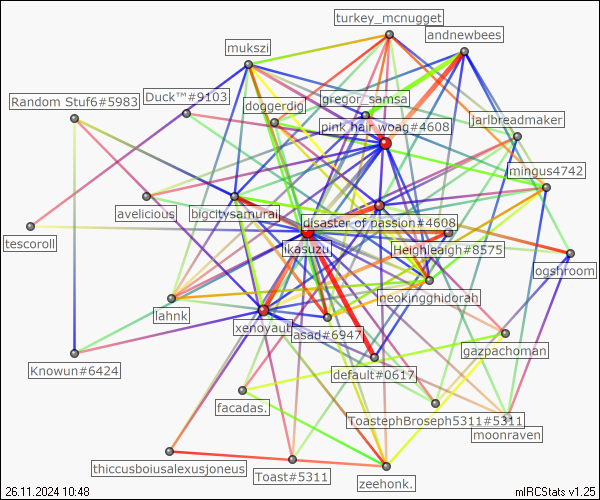 turkey_mcnugget
andnewbees
mukszi
Random Stuf6#5983
Duck™#9103
doggerdig
gregor_samsa
pink hair woag#4608
jarlbreadmaker
mingus4742
avelicious
bigcitysamurai
disaster of passion#4608
tescoroll
ikasuzu
Heighleaigh#8575
ogshroom
neokingghidorah
lahnk
xenoyaut
asad#6947
gazpachoman
Knowun#6424
default#0617
facadas.
ToastephBroseph5311#5311
moonraven
thiccusboiusalexusjoneus
Toast#5311
zeehonk.
26.11.2024 10:48
mIRCStats v1.25